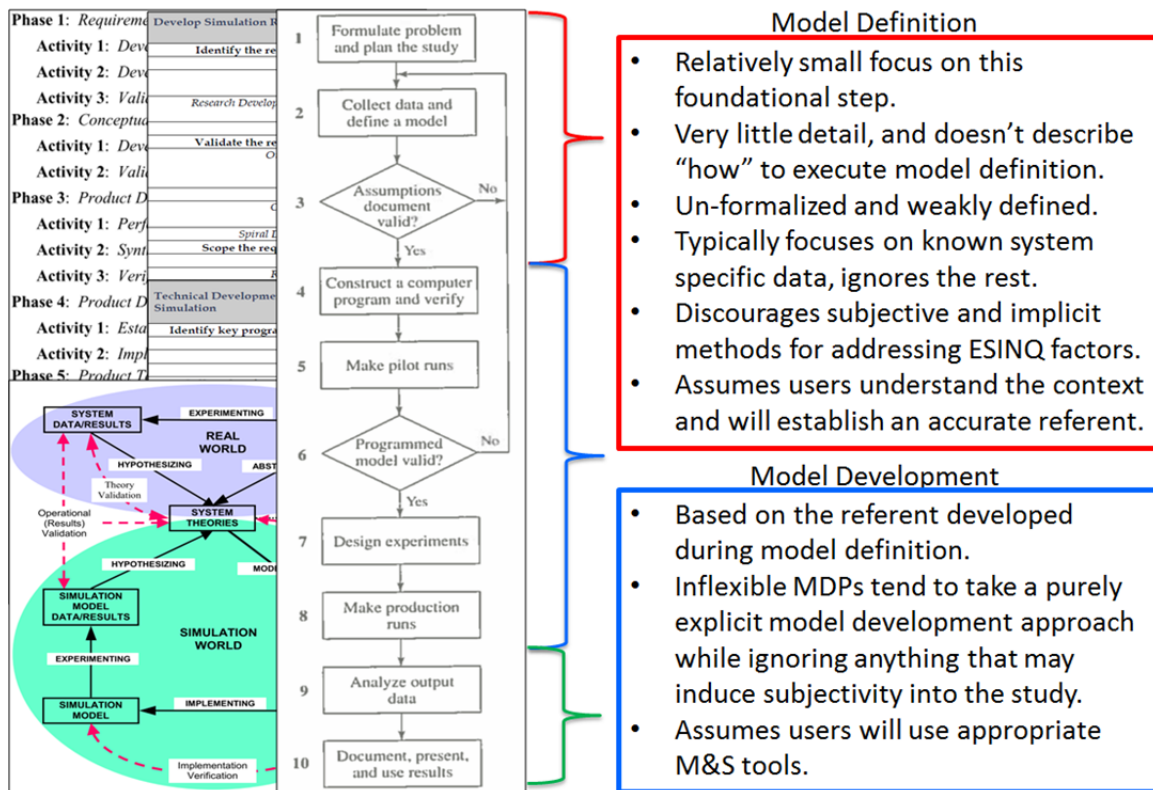 Phase 1: Requireme
Activity 1: Deve
Activity 2: Deve
Activity 3: Vali
Phase 2: Conceptua
Activity 1: Deve
Activity 2: Vali
Phase 3: Product D
Activity 1: Perf
Activity 2: Synt
Activity 3: Veri
Phase 4: Product D
Activity 1: Esta
Activity 2: Impl
Phase 5: Product T
Develop Simulation R
Identify the re
Research Develop
Validate the re
O
C
Spiral D
Scope the req
R
Technical Developme
Simulation
Identify key progra
SYSTEM
DATA/RESULTS
EXPERIMENTING
REAL
WORLD
HYPOTHESIZING
ABST
Theory
Validation
SYSTEM
THEORIES
Operational
(Results)
Validation
HYPOTHESIZING
MODE
SIMULATION
MODEL
DATA/RESULTS
SIMULATION
WORLD
EXPERIMENTING
SIMULATION
MODEL
IMPLEMENTING
Implementation
Verification
1
Formulate problem
and plan the study
2
Collect data and
define a model
3
Assumptions
document
valid?
No
Yes
4
Construct a computer
program and verify
5
Make pilot runs
6
Programmed
model valid?
No
Yes
7
Design experiments
8
Make production
runs
9
Analyze output
data
10
Document, present,
and use results
Model Definition
• Relatively small focus on this
foundational step.
• Very little detail, and doesn’t describe
“how” to execute model definition.
• Un-formalized and weakly defined.
• Typically focuses on known system
specific data, ignores the rest.
• Discourages subjective and implicit
methods for addressing ESINQ factors.
• Assumes users understand the context
and will establish an accurate referent.
Model Development
• Based on the referent developed
during model definition.
• Inflexible MDPs tend to take a purely
explicit model development approach
while ignoring anything that may
induce subjectivity into the study.
• Assumes users will use appropriate
M&S tools.